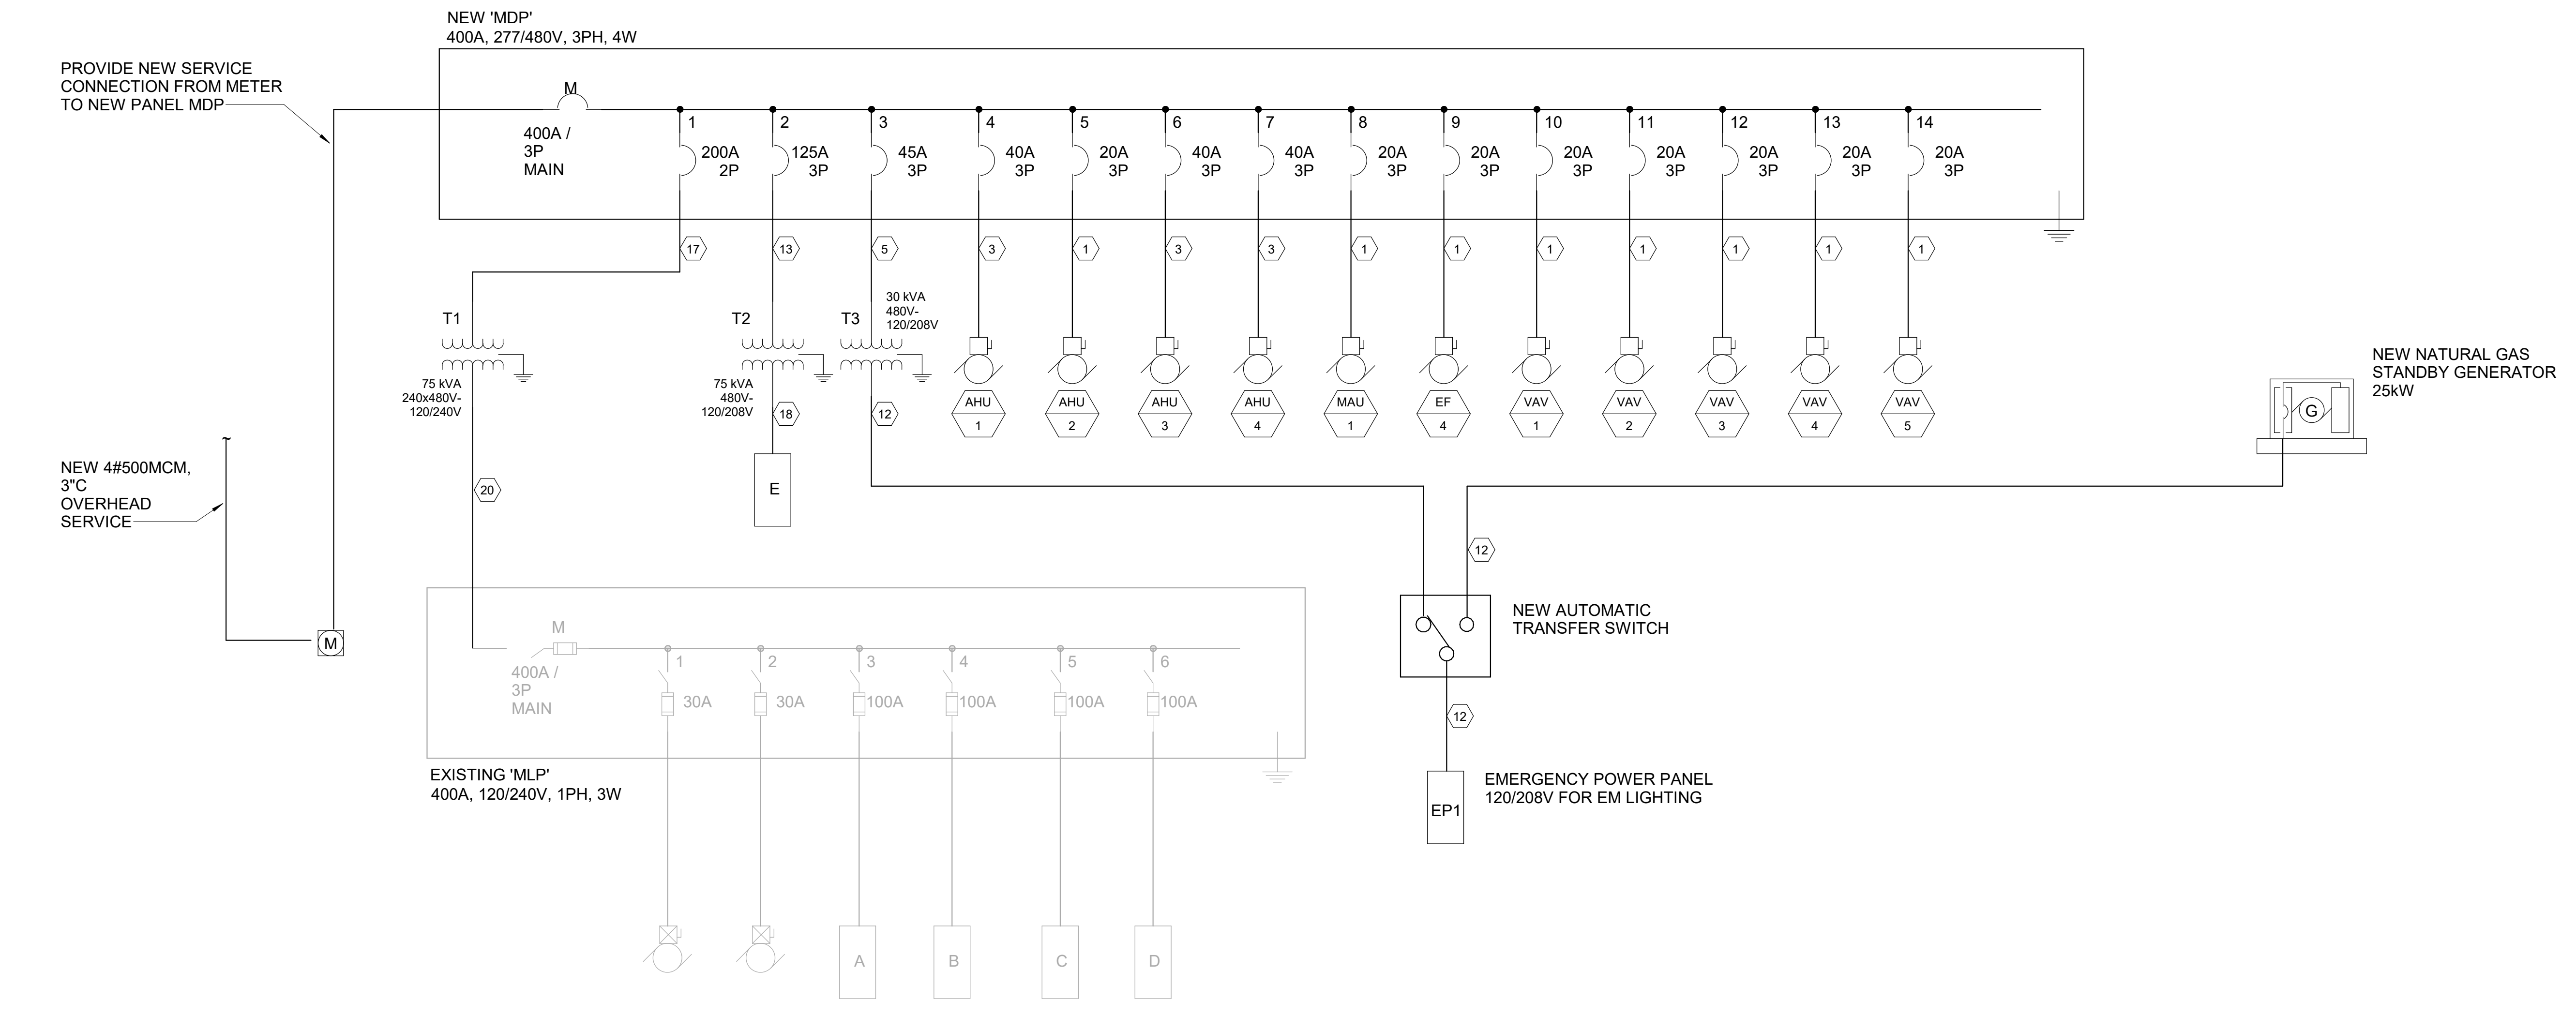 NEW 'MDP'
400A, 277/480V, 3PH, 4W
PROVIDE NEW SERVICE
CONNECTION FROM METER
TO NEW PANEL MDP
M
400A /
3P
MAIN
1
200A
2P
2
125A
3P
3
45A
3P
4
40A
3P
5
20A
3P
6
40A
3P
7
40A
3P
8
20A
3P
9
20A
3P
10
20A
3P
11
20A
3P
12
20A
3P
13
20A
3P
14
20A
3P
17
13
5
3
1
3
3
1
1
1
1
1
1
1
T1
75 kVA
240x480V-
120/240V
T2
75 kVA
480V-
120/208V
T3
30 kVA
480V-
120/208V
18
12
AHU
1
AHU
2
AHU
3
AHU
4
MAU
1
EF
4
VAV
1
VAV
2
VAV
3
VAV
4
VAV
5
NEW NATURAL GAS
STANDBY GENERATOR
25kW
G
NEW 4#500MCM,
3"C
OVERHEAD
SERVICE
20
E
12
M
M
400A /
3P
MAIN
1
30A
2
30A
3
100A
4
100A
5
100A
6
100A
NEW AUTOMATIC
TRANSFER SWITCH
12
EXISTING 'MLP'
400A, 120/240V, 1PH, 3W
EP1
EMERGENCY POWER PANEL
120/208V FOR EM LIGHTING
A
B
C
D